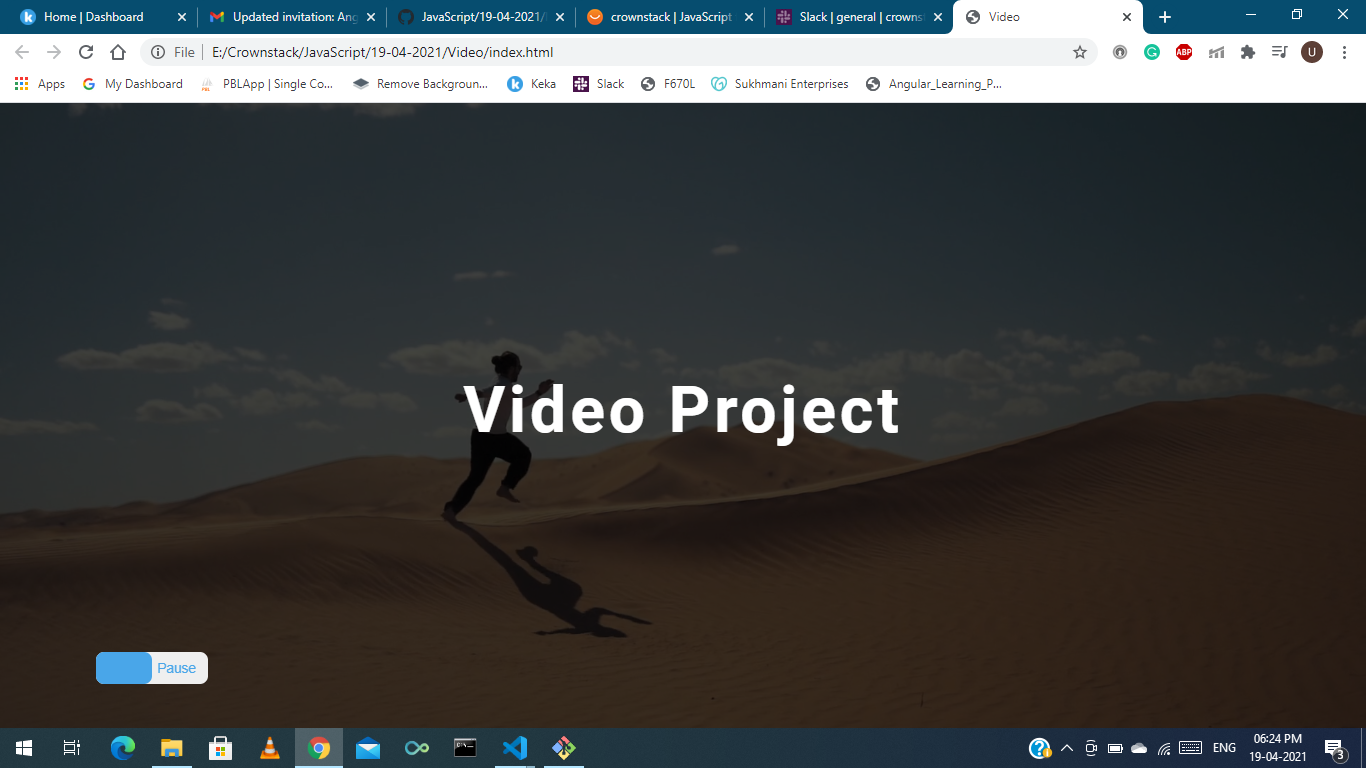 Home | Dashboard
Updated invitation: Ang
JavaScript/19-04-2021/
crownstack | JavaScript
Slack | general | crowns
Video
File
E:/Crownstack/JavaScript/19-04-2021/Video/index.html
ABP
U
Apps
My Dashboard
PBLApp | Single Co...
Remove Backgroun...
Keka
Slack
F670L
Sukhmani Enterprises
Angular_Learning_P...
Video Project
Pause
ENG
06:24 PM
19-04-2021
3